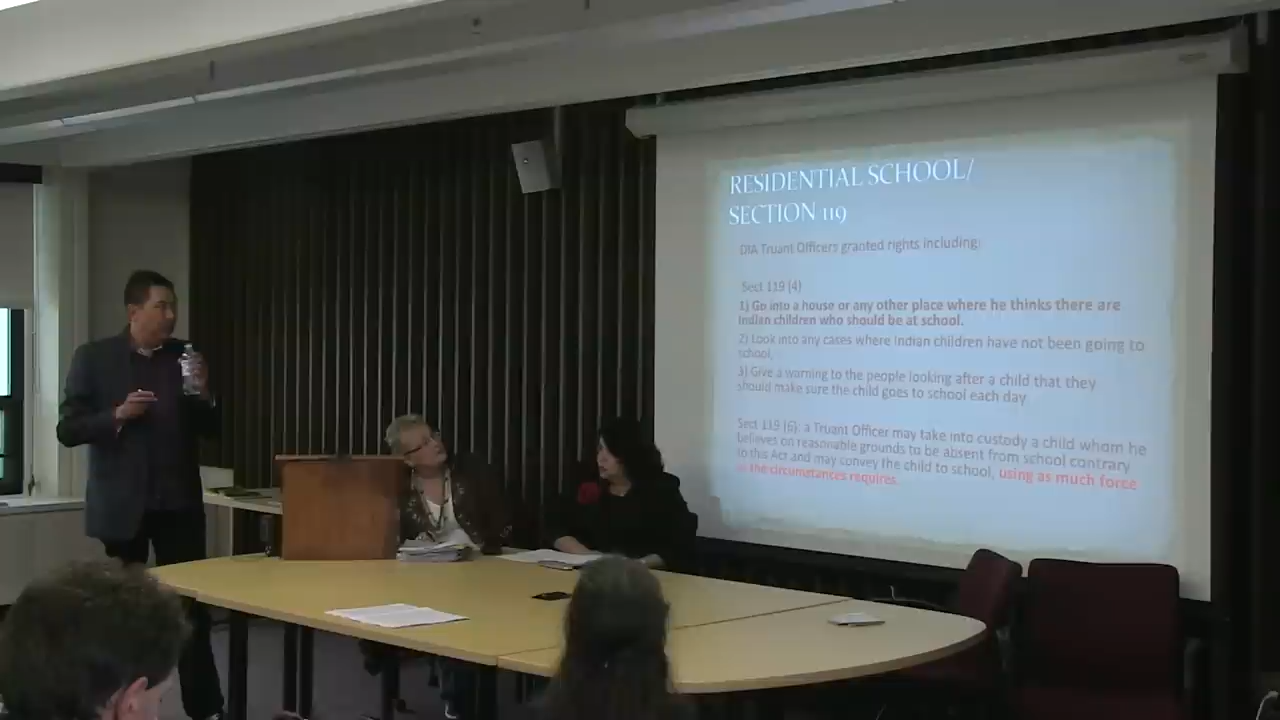 RESIDENTIAL SCHOOL/
SECTION 119
DIA Truant Officers granted rights including:
Sect 119 (4)
1) Go into a house or any other place where he thinks there are
Indian children who should be at school.
2) Look into any cases where Indian children have not been going to
school,
3) Give a warning to the people looking after a child that they
should make sure the child goes to school each day
Sect 119 (6): a Truant Officer may take into custody a child whom he
believes on reasonable grounds to be absent from school contrary
to this Act and may convey the child to school, using as much force
as the circumstances requires.